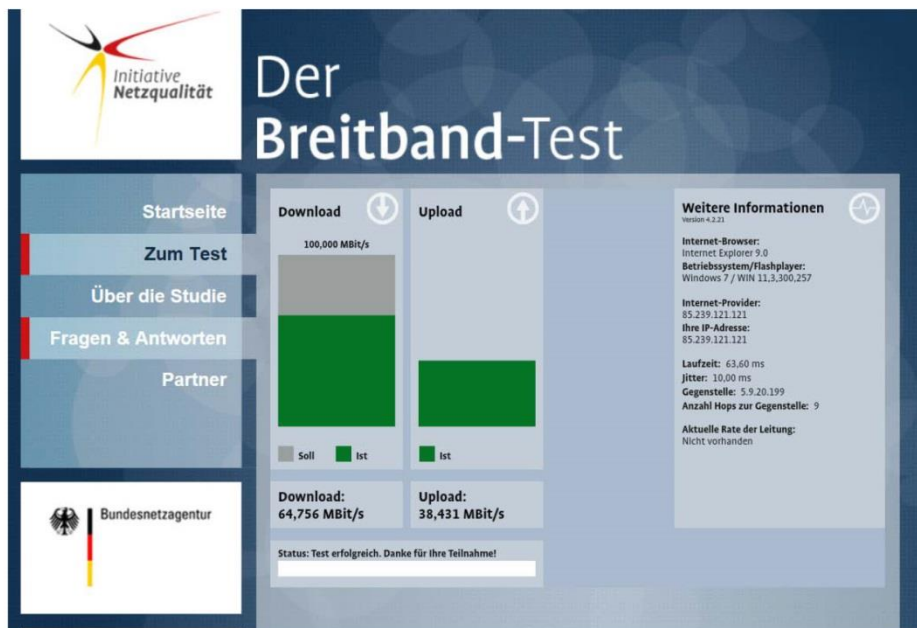 Initiative
Netzqualität
Der
Breitband-Test
Startseite
Zum Test
Über die Studie
Fragen & Antworten
Partner
Bundesnetzagentur
Download
100,000 MBit/s
Soll Ist
Download:
64,756 MBit/s
Upload
Ist
Upload:
38,431 MBit/s
Status: Test erfolgreich. Danke für Ihre Teilnahme!
Weitere Informationen
Version 4.2.21
Internet-Browser:
Internet Explorer 9.0
Betriebssystem/Flashplayer:
Windows 7 / WIN 11,3,300,257
Internet-Provider:
85.239.121.121
Ihre IP-Adresse:
85.239.121.121
Laufzeit: 63,60 ms
Jitter: 10,00 ms
Gegenstelle: 5.9.20.199
Anzahl Hops zur Gegenstelle: 9
Aktuelle Rate der Leitung:
Nicht vorhanden